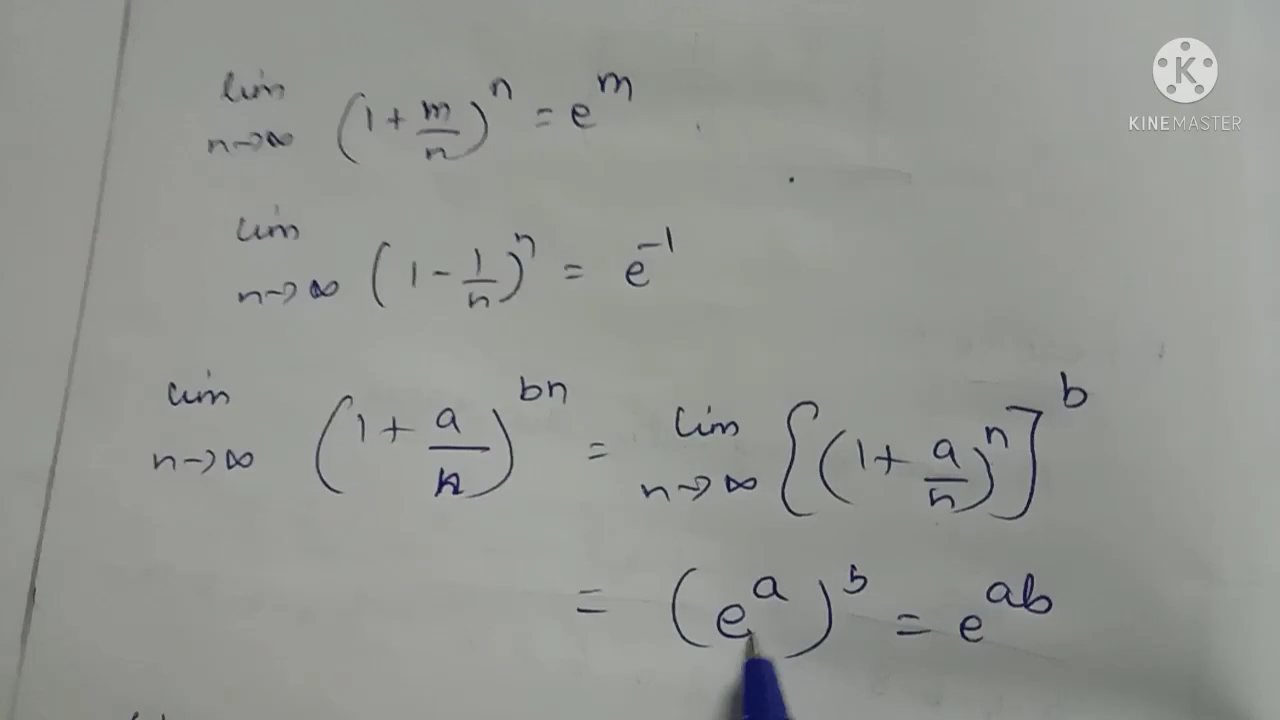 lim n→∞ (1 + m/n)^n = e^m
lim n→∞ (1 - 1/n)^n = e^-1
lim n→∞ (1 + a/n)^bn = lim n→∞ {(1 + a/n)^n]^b
= (e^a)^b = e^ab
KINEMASTER